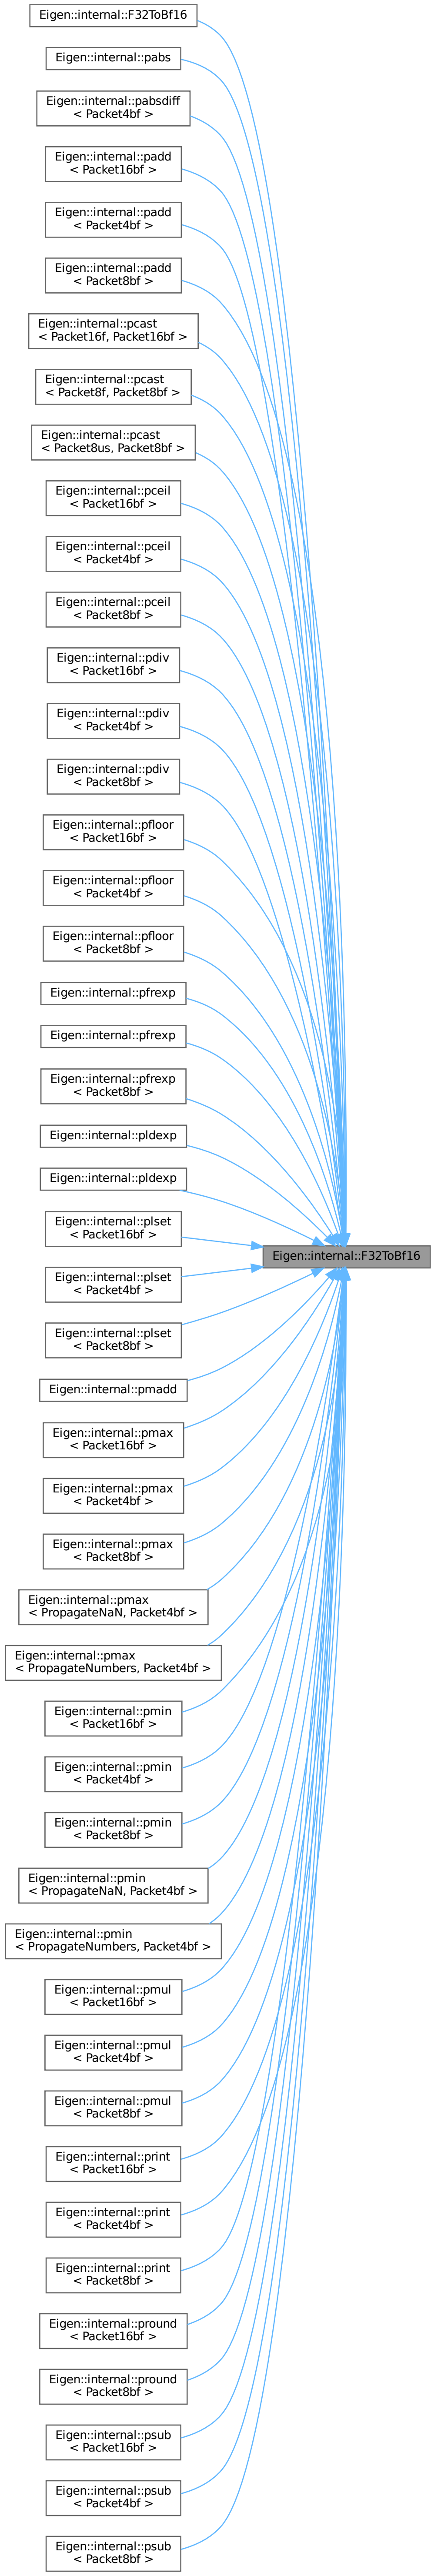 Eigen::internal::F32ToBf16
Eigen::internal::pabs
Eigen::internal::pabsdiff
< Packet4bf >
Eigen::internal::padd
< Packet16bf >
Eigen::internal::padd
< Packet4bf >
Eigen::internal::padd
< Packet8bf >
Eigen::internal::pcast
< Packet16f, Packet16bf >
Eigen::internal::pcast
< Packet8f, Packet8bf >
Eigen::internal::pcast
< Packet8us, Packet8bf >
Eigen::internal::pceil
< Packet16bf >
Eigen::internal::pceil
< Packet4bf >
Eigen::internal::pceil
< Packet8bf >
Eigen::internal::pdiv
< Packet16bf >
Eigen::internal::pdiv
< Packet4bf >
Eigen::internal::pdiv
< Packet8bf >
Eigen::internal::pfloor
< Packet16bf >
Eigen::internal::pfloor
< Packet4bf >
Eigen::internal::pfloor
< Packet8bf >
Eigen::internal::pfrexp
Eigen::internal::pfrexp
Eigen::internal::pfrexp
< Packet8bf >
Eigen::internal::pldexp
Eigen::internal::pldexp
Eigen::internal::plset
< Packet16bf >
Eigen::internal::F32ToBf16
Eigen::internal::plset
< Packet4bf >
Eigen::internal::plset
< Packet8bf >
Eigen::internal::pmadd
Eigen::internal::pmax
< Packet16bf >
Eigen::internal::pmax
< Packet4bf >
Eigen::internal::pmax
< Packet8bf >
Eigen::internal::pmax
< PropagateNaN, Packet4bf >
Eigen::internal::pmax
< PropagateNumbers, Packet4bf >
Eigen::internal::pmin
< Packet16bf >
Eigen::internal::pmin
< Packet4bf >
Eigen::internal::pmin
< Packet8bf >
Eigen::internal::pmin
< PropagateNaN, Packet4bf >
Eigen::internal::pmin
< PropagateNumbers, Packet4bf >
Eigen::internal::pmul
< Packet16bf >
Eigen::internal::pmul
< Packet4bf >
Eigen::internal::pmul
< Packet8bf >
Eigen::internal::print
< Packet16bf >
Eigen::internal::print
< Packet4bf >
Eigen::internal::print
< Packet8bf >
Eigen::internal::pround
< Packet16bf >
Eigen::internal::pround
< Packet8bf >
Eigen::internal::psub
< Packet16bf >
Eigen::internal::psub
< Packet4bf >
Eigen::internal::psub
< Packet8bf >